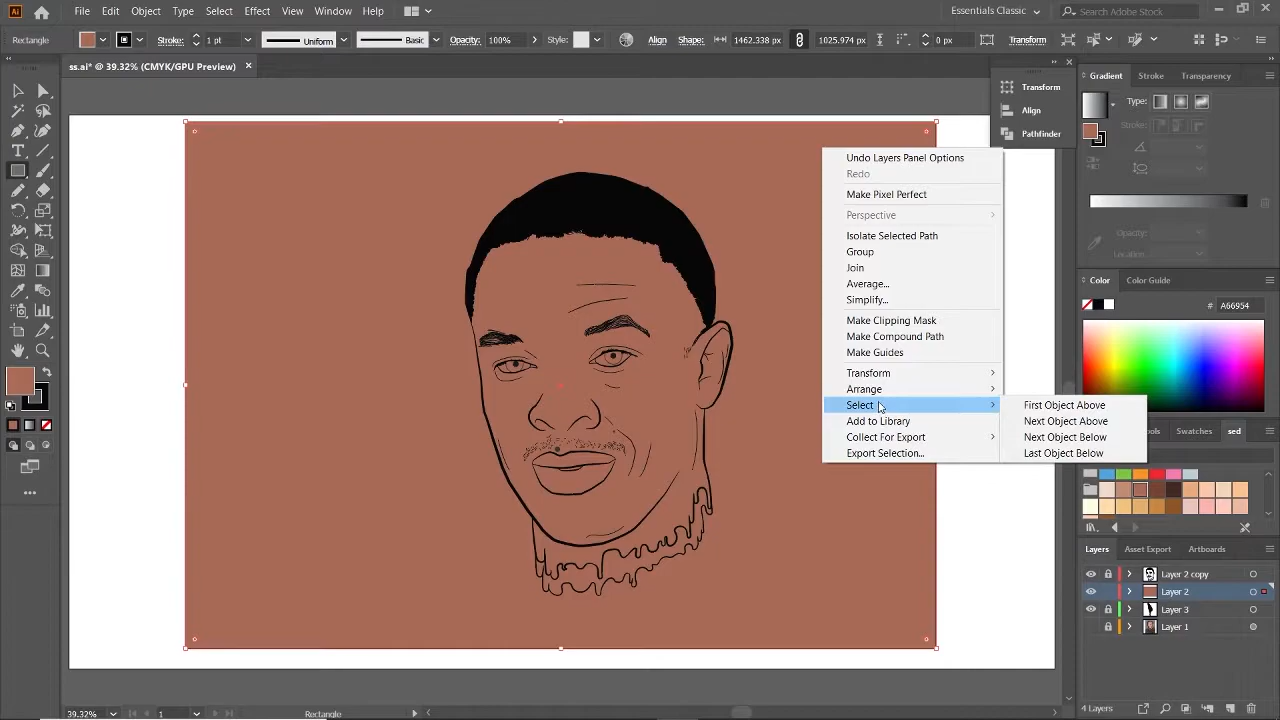 Ai File Edit Object Type Select Effect View Window Help Essentials Classic Search Adobe Stock
Rectangle Stroke: 1 pt Uniform Basic Opacity: 100% Style: Align Shape: 1462.338 px 1025.974 px 0 px Transform
ss.ai* @ 39.32% (CMYK/GPU Preview)
Transform
Align
Pathfinder
Gradient Stroke Transparency
Type:
Stroke:
Opacity:
Location:
Undo Layers Panel Options
Redo
Make Pixel Perfect
Perspective
Isolate Selected Path
Group
Join
Average...
Simplify...
Make Clipping Mask
Make Compound Path
Make Guides
Transform
Arrange
Select
Add to Library
Collect For Export
Export Selection...
First Object Above
Next Object Above
Next Object Below
Last Object Below
Color Color Guide
# A66954
Swatches sed
Layers Asset Export Artboards
Layer 2 copy
Layer 2
Layer 3
Layer 1
4 Layers
39.32% 1 Rectangle